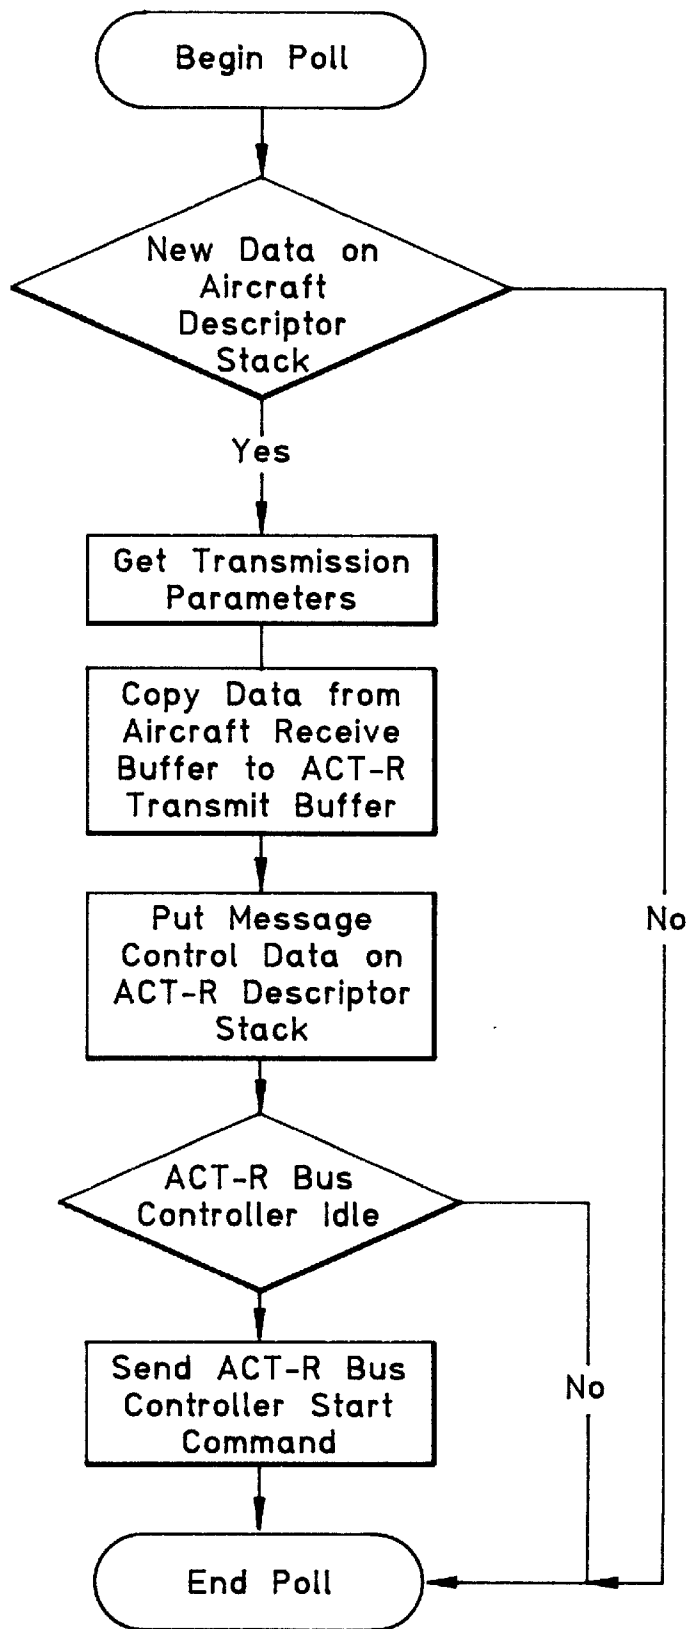 Begin Poll
New Data on
Aircraft
Descriptor
Stack
Yes
Get Transmission
Parameters
Copy Data from
Aircraft Receive
Buffer to ACT-R
Transmit Buffer
Put Message
Control Data on
ACT-R Descriptor
Stack
No
ACT-R Bus
Controller Idle
Send ACT-R Bus
Controller Start
Command
No
End Poll